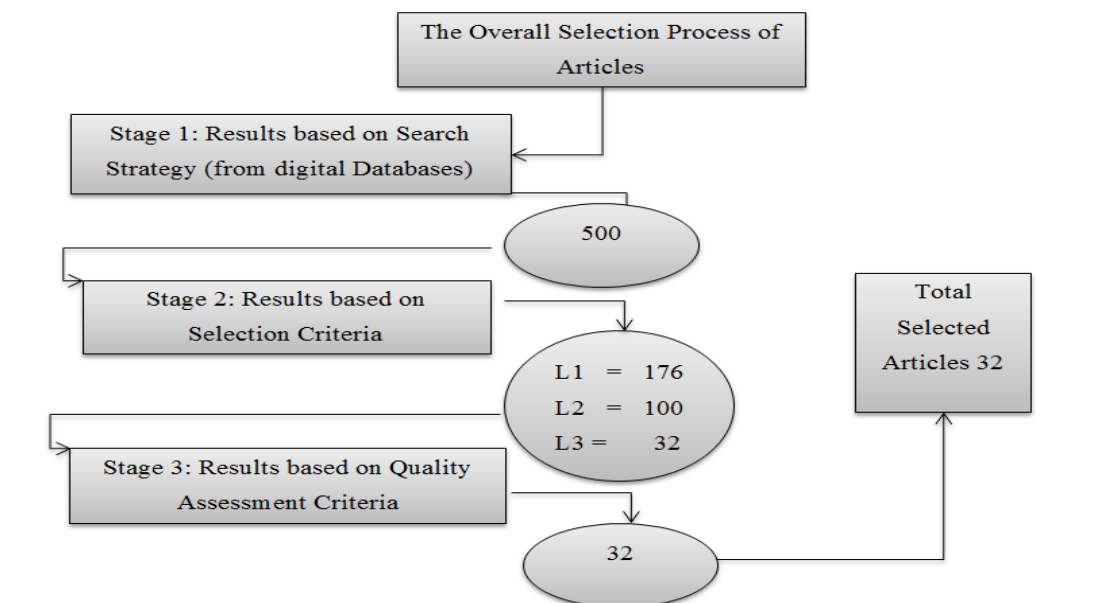 The Overall Selection Process of
Articles
Stage 1: Results based on Search
Strategy (from digital Databases)
500
Stage 2: Results based on
Selection Criteria
L1 = 176
L2 = 100
L3 = 32
Stage 3: Results based on Quality
Assessment Criteria
32
Total
Selected
Articles 32